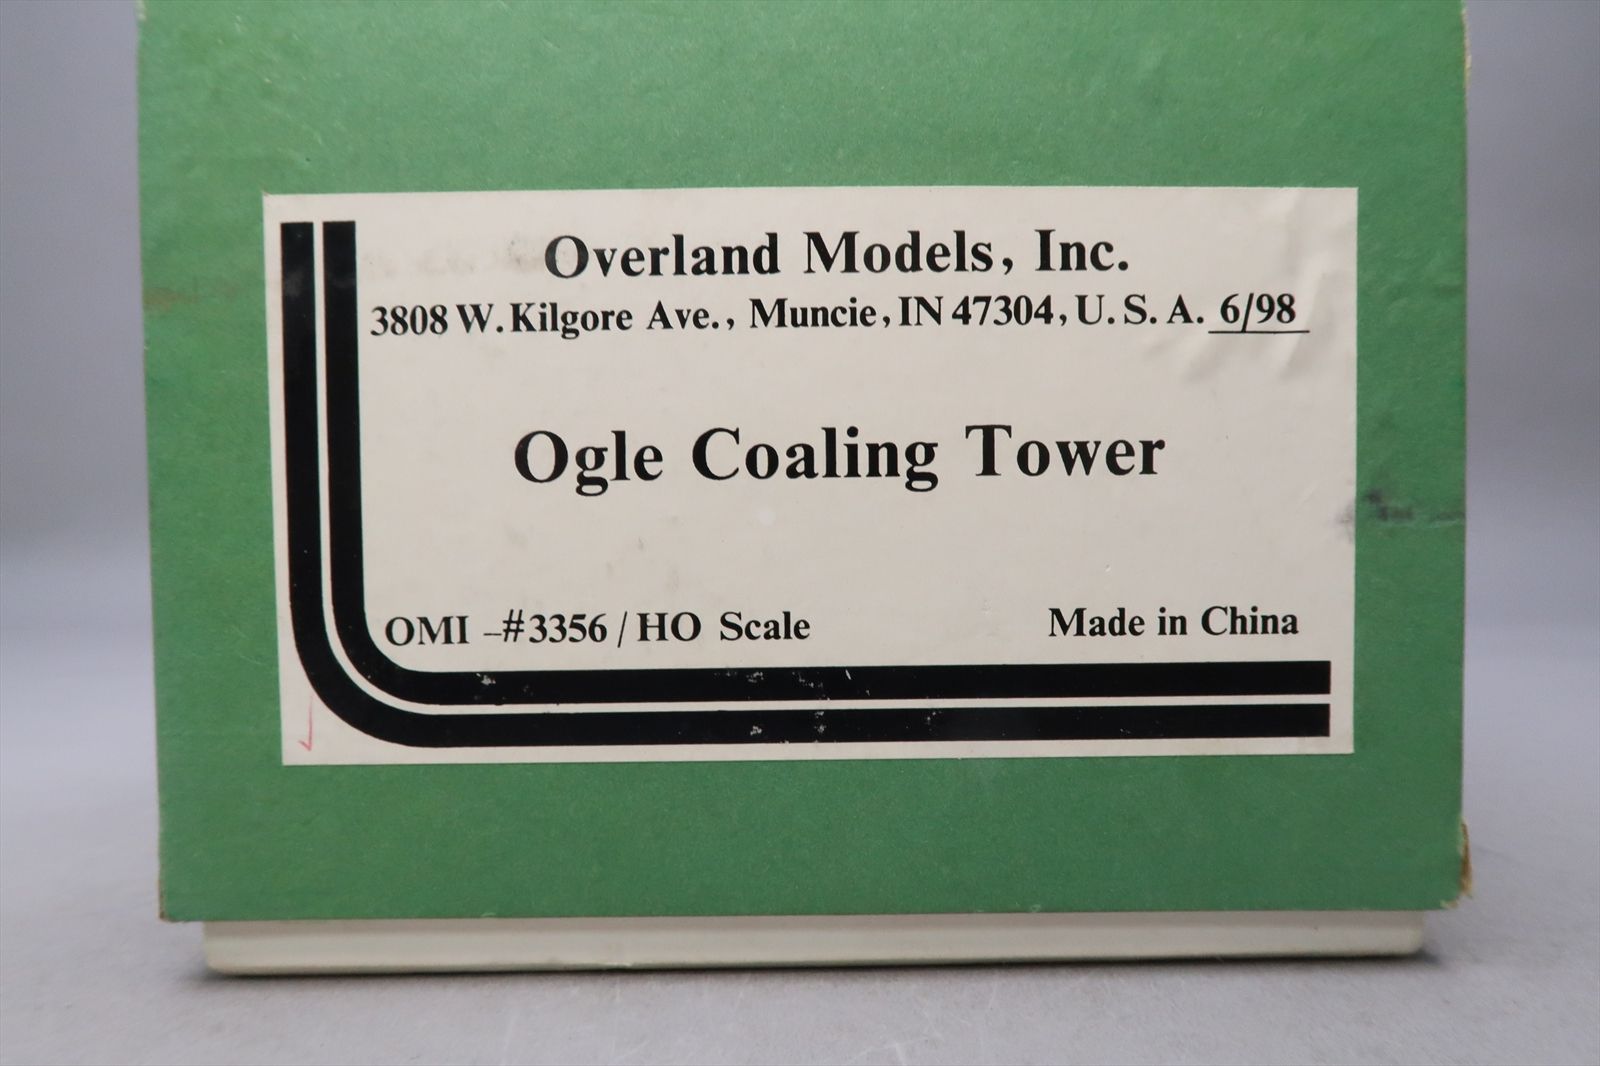 Overland Models, Inc.
3808 W. Kilgore Ave., Muncie, IN 47304, U. S. A. 6/98
Ogle Coaling Tower
OMI -#3356 / HO Scale Made in China